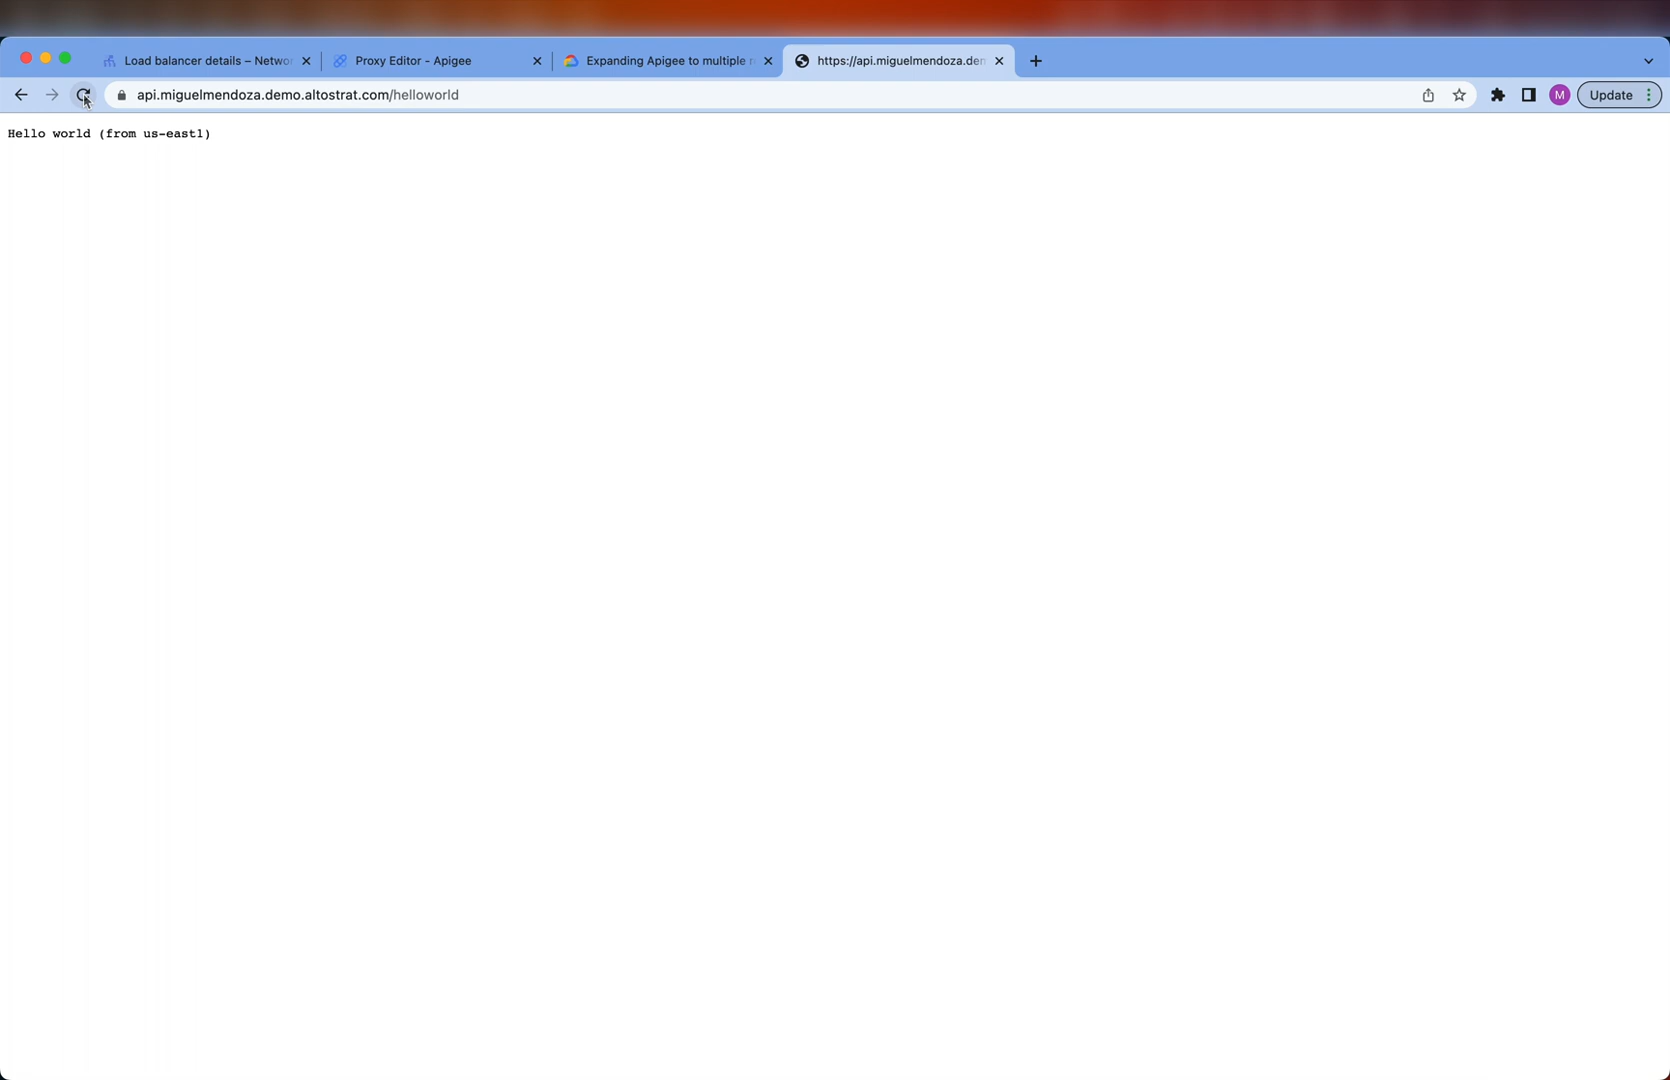 Load balancer details – Netwo
Proxy Editor - Apigee
Expanding Apigee to multiple
https://api.miguelmendoza.den
api.miguelmendoza.demo.altostrat.com/helloworld
M
Update
Hello world (from us-east1)